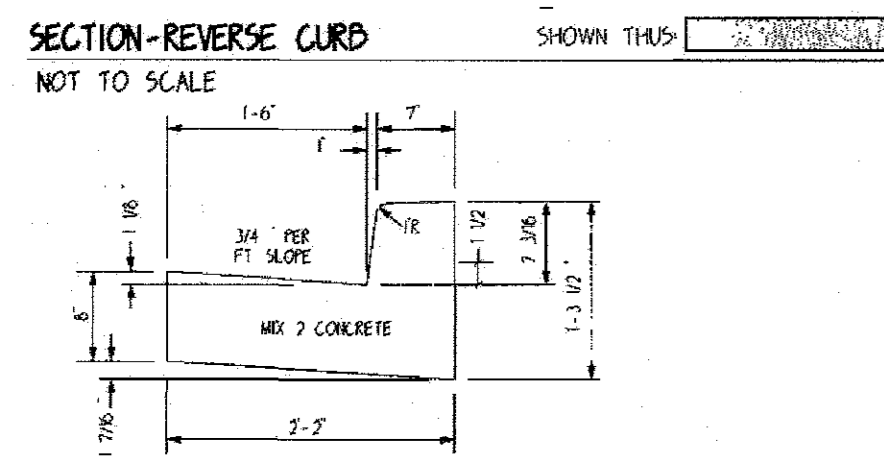 SECTION-REVERSE CURB
SHOWN THUS:
NOT TO SCALE
1-6"
7"
1"
1 1/8 "
3/4 " PER
FT SLOPE
1"R
1 1/2
7 3/16
1-3 1/2 "
8"
MIX 2 CONCRETE
1 7/16
2'-2"